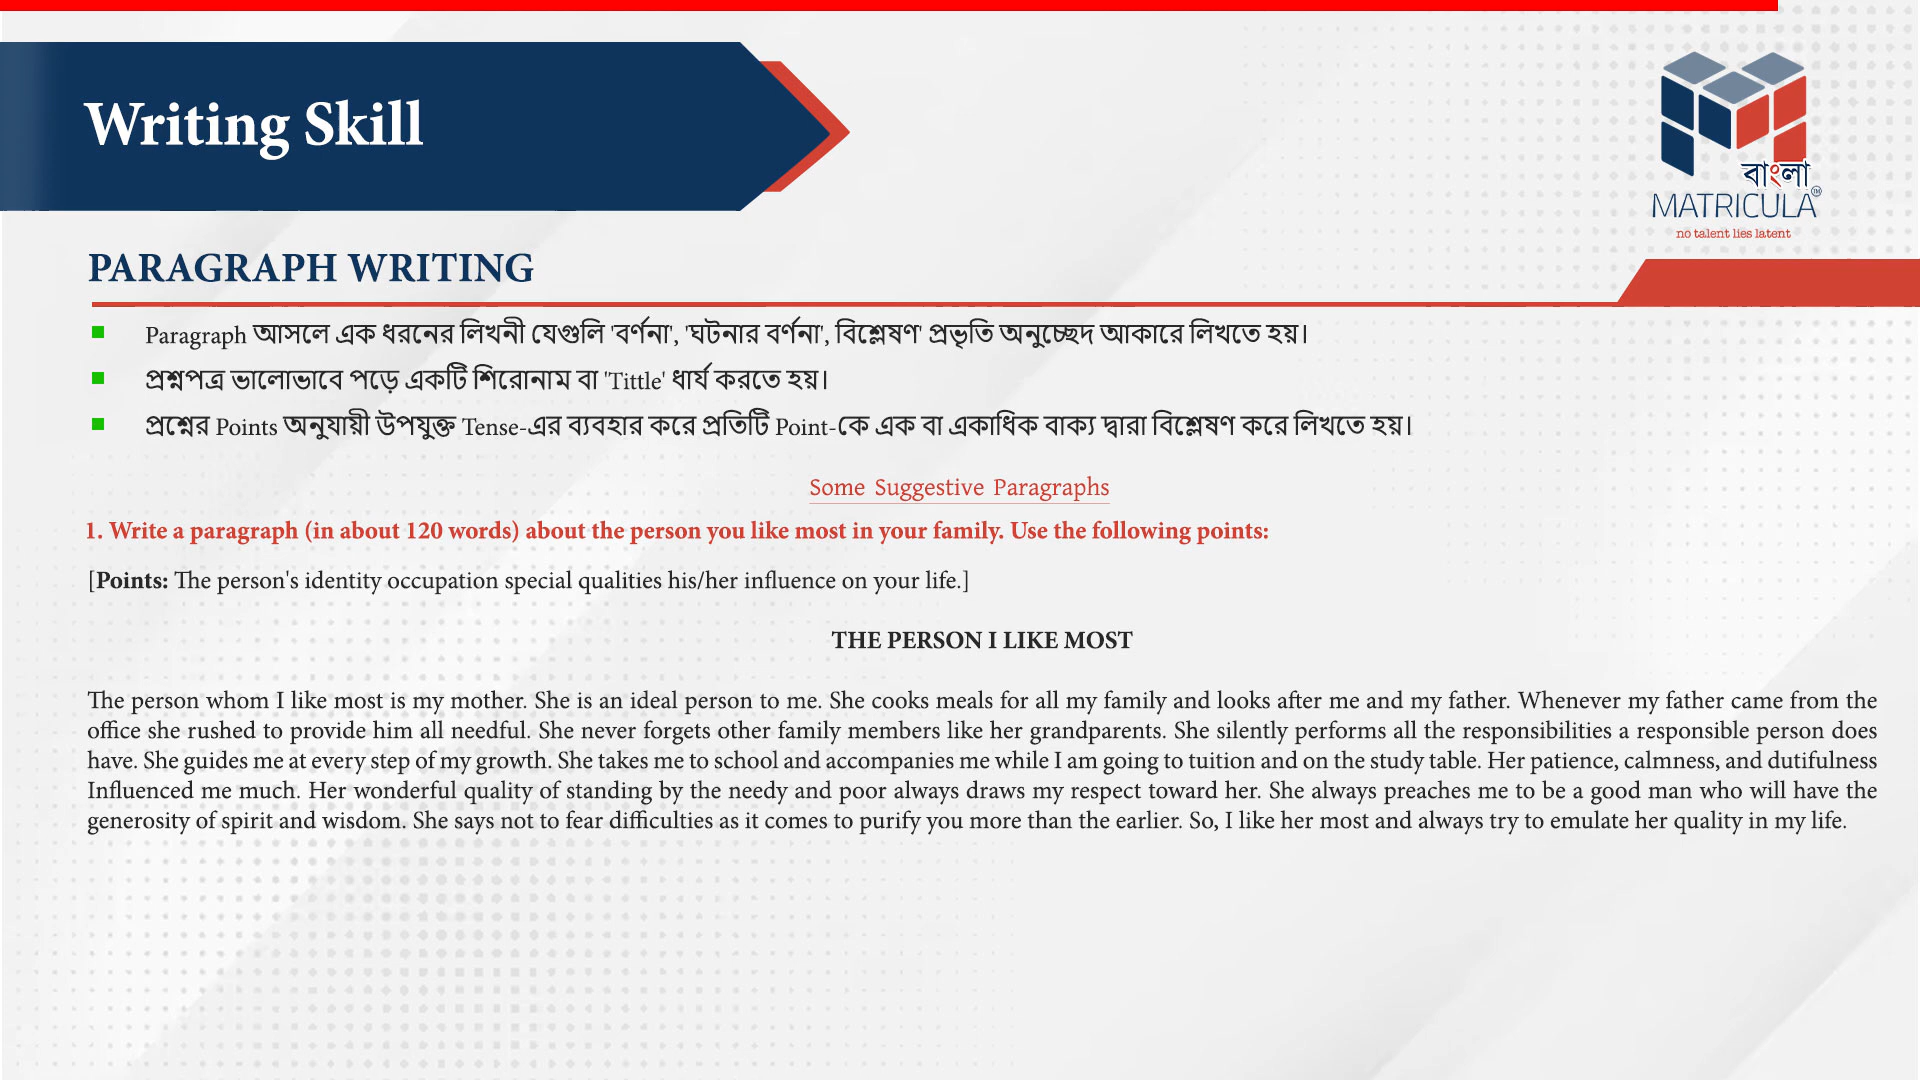 Writing Skill
বাংলা
MATRICULA TM
no talent lies latent
PARAGRAPH WRITING
Paragraph আসলে এক ধরনের লিখনী যেগুলি 'বর্ণনা', 'ঘটনার বর্ণনা', বিশ্লেষণ' প্রভৃতি অনুচ্ছেদ আকারে লিখতে হয়।
প্রশ্নপত্র ভালোভাবে পড়ে একটি শিরোনাম বা 'Tittle' ধার্য করতে হয়।
প্রশ্নের Points অনুযায়ী উপযুক্ত Tense-এর ব্যবহার করে প্রতিটি Point-কে এক বা একাধিক বাক্য দ্বারা বিশ্লেষণ করে লিখতে হয়।
Some Suggestive Paragraphs
1. Write a paragraph (in about 120 words) about the person you like most in your family. Use the following points:
[Points: The person's identity occupation special qualities his/her influence on your life.]
THE PERSON I LIKE MOST
The person whom I like most is my mother. She is an ideal person to me. She cooks meals for all my family and looks after me and my father. Whenever my father came from the
office she rushed to provide him all needful. She never forgets other family members like her grandparents. She silently performs all the responsibilities a responsible person does
have. She guides me at every step of my growth. She takes me to school and accompanies me while I am going to tuition and on the study table. Her patience, calmness, and dutifulness
Influenced me much. Her wonderful quality of standing by the needy and poor always draws my respect toward her. She always preaches me to be a good man who will have the
generosity of spirit and wisdom. She says not to fear difficulties as it comes to purify you more than the earlier. So, I like her most and always try to emulate her quality in my life.